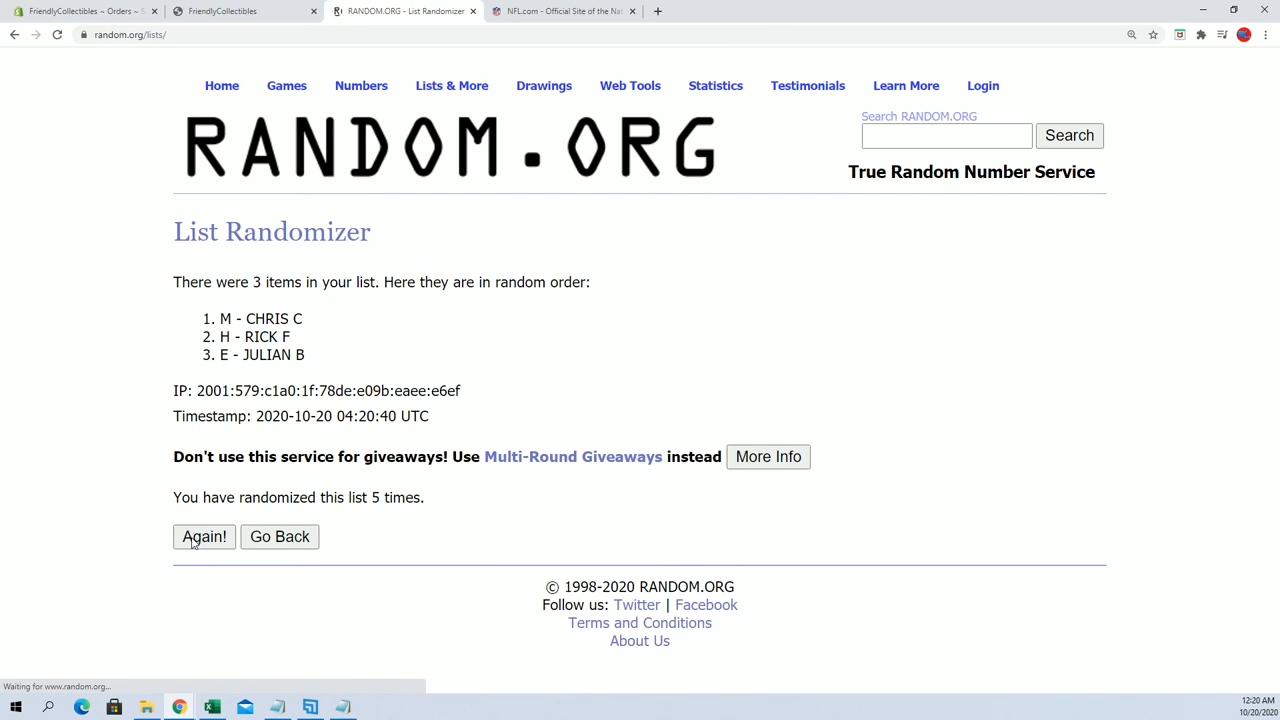 FriendlyCollectibles ~ Orders ~ S
FriendlyCollectibles
RANDOM.ORG - List Randomizer
NFL.com - Official Site of the Nat
random.org/lists/
Home Games Numbers Lists & More Drawings Web Tools Statistics Testimonials Learn More Login
RANDOM.ORG
Search RANDOM.ORG
Search
True Random Number Service
List Randomizer
There were 3 items in your list. Here they are in random order:
1. M - CHRIS C
2. H - RICK F
3. E - JULIAN B
IP: 2001:579:c1a0:1f:78de:e09b:eaee:e6ef
Timestamp: 2020-10-20 04:20:40 UTC
Don't use this service for giveaways! Use Multi-Round Giveaways instead More Info
You have randomized this list 5 times.
Again! Go Back
© 1998-2020 RANDOM.ORG
Follow us: Twitter | Facebook
Terms and Conditions
About Us
Waiting for www.random.org...
12:20 AM
10/20/2020